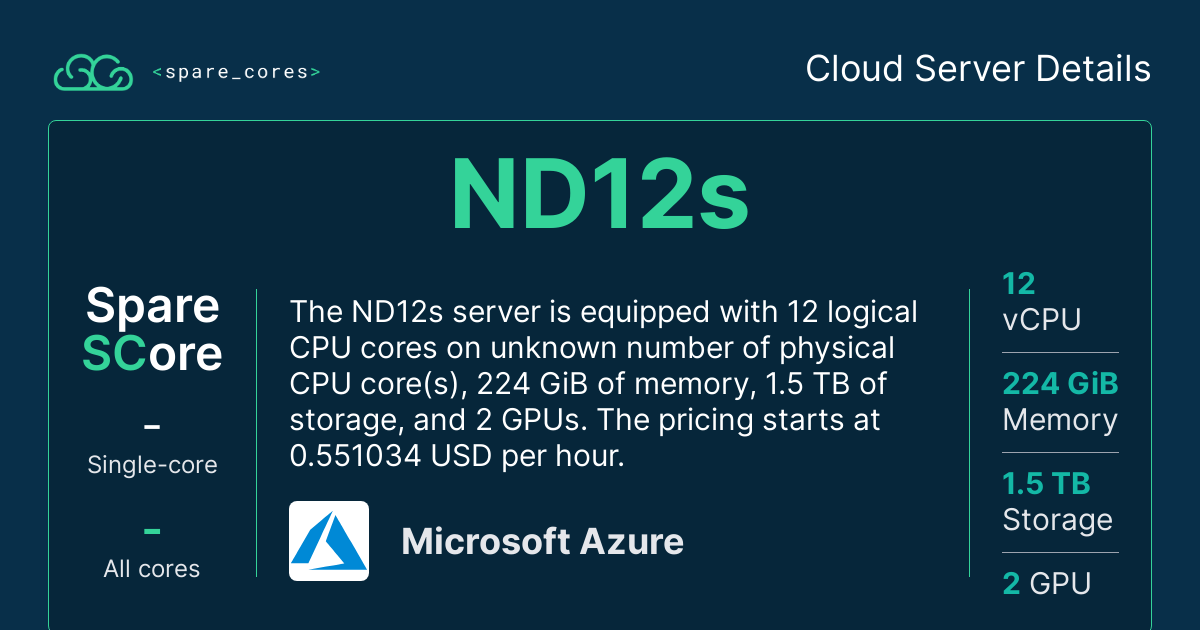 <spare_cores>
Cloud Server Details
ND12s
Spare
SCore
–
Single-core
–
All cores
The ND12s server is equipped with 12 logical
CPU cores on unknown number of physical
CPU core(s), 224 GiB of memory, 1.5 TB of
storage, and 2 GPUs. The pricing starts at
0.551034 USD per hour.
Microsoft Azure
12
vCPU
224 GiB
Memory
1.5 TB
Storage
2 GPU